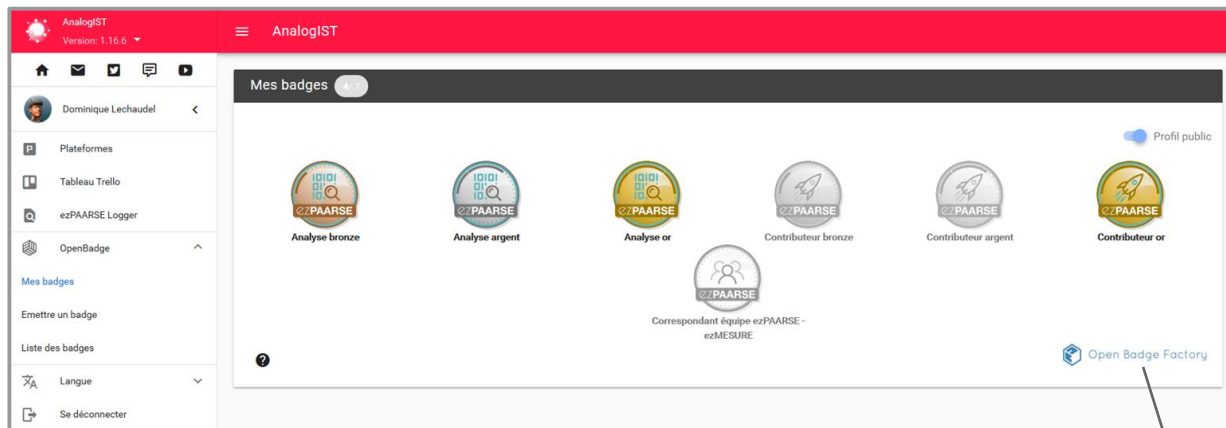 AnalogIST
Version: 1.16.6
AnalogIST
Dominique Lechaudel
Plateformes
Tableau Trello
ezPAARSE Logger
OpenBadge
Mes badges
Emettre un badge
Liste des badges
Langue
Se déconnecter
Mes badges 4/7
Profil public
ezPAARSE
ezPAARSE
ezPAARSE
ezPAARSE
ezPAARSE
ezPAARSE
Analyse bronze
Analyse argent
Analyse or
Contributeur bronze
Contributeur argent
Contributeur or
ezPAARSE
Correspondant équipe ezPAARSE -
ezMESURE
Open Badge Factory